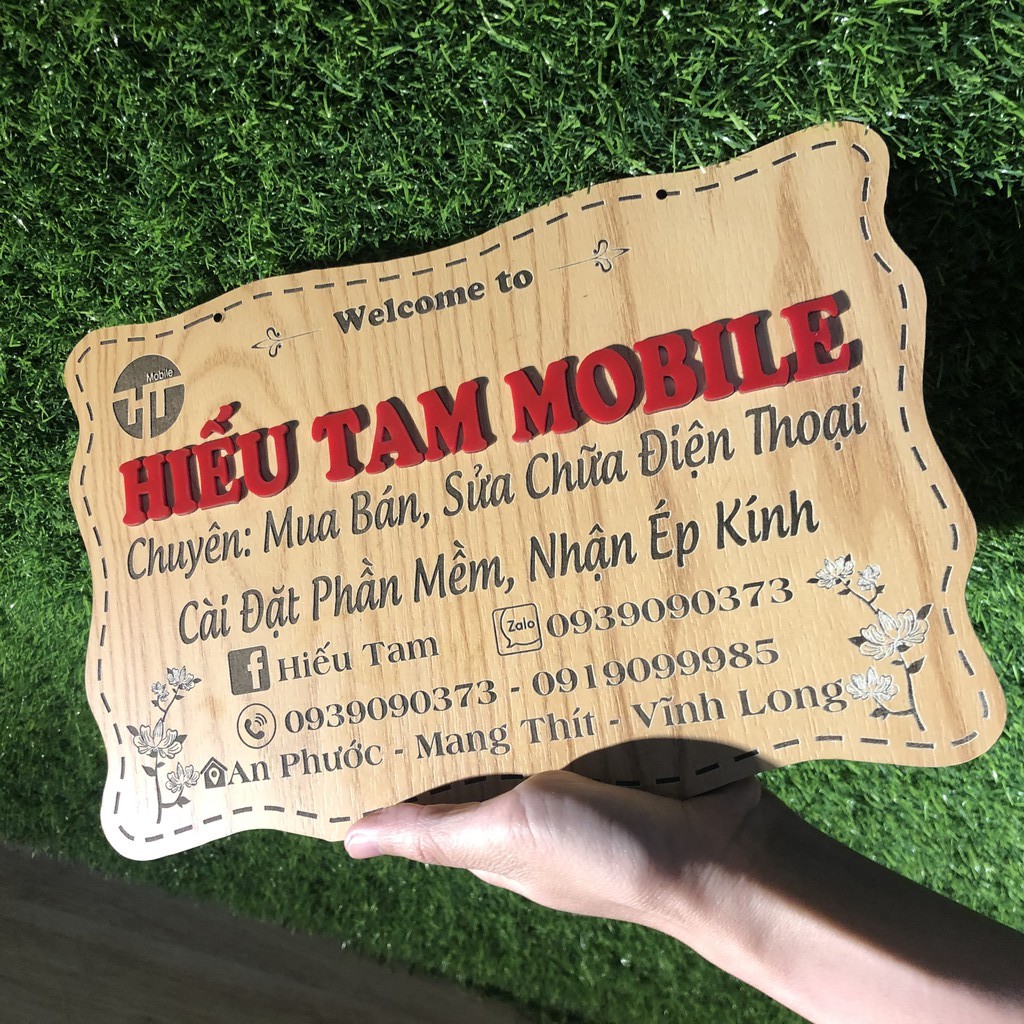 Welcome to
Mobile
HT
HIẾU TAM MOBILE
Chuyên: Mua Bán, Sửa Chữa Điện Thoại
Cài Đặt Phần Mềm, Nhận Ép Kính
f Hiếu Tam Zalo 0939090373
0939090373 - 0919099985
An Phước - Mang Thít - Vĩnh Long